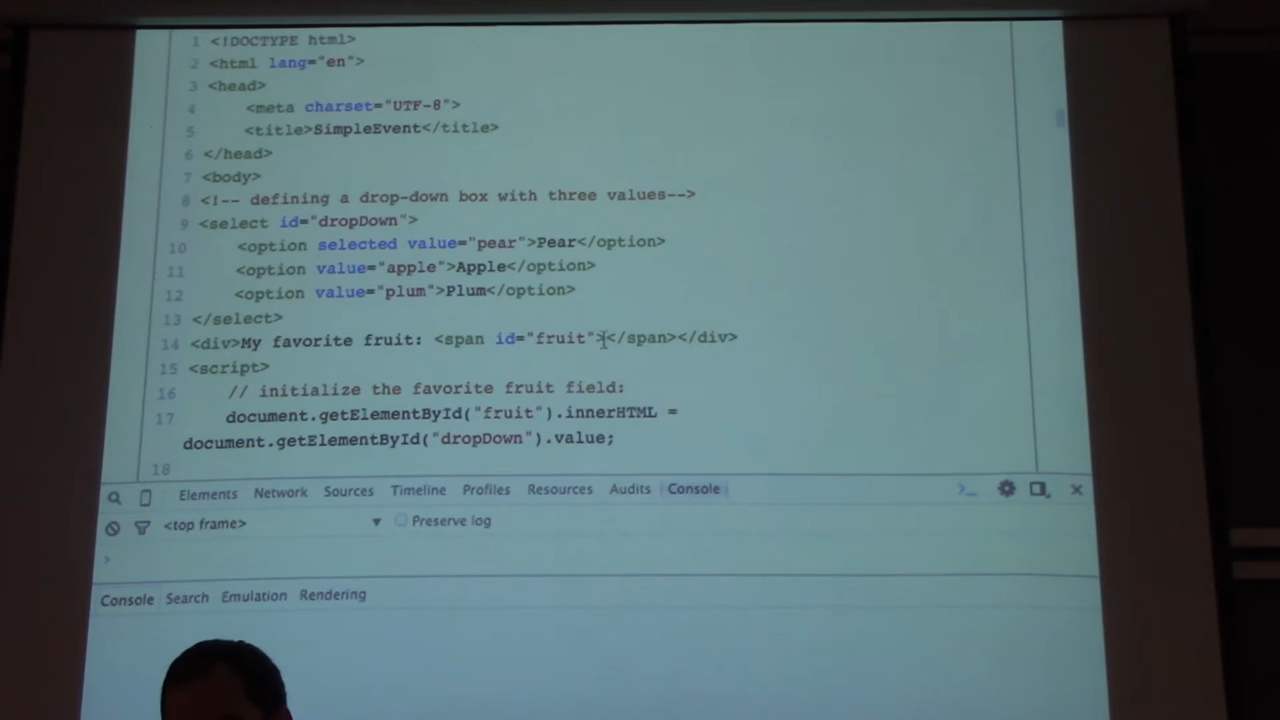 1 <!DOCTYPE html>
2 <html lang="en">
3 <head>
4 <meta charset="UTF-8">
5 <title>SimpleEvent</title>
6 </head>
7 <body>
8 <!-- defining a drop-down box with three values-->
9 <select id="dropDown">
10 <option selected value="pear">Pear</option>
11 <option value="apple">Apple</option>
12 <option value="plum">Plum</option>
13 </select>
14 <div>My favorite fruit: <span id="fruit"></span></div>
15 <script>
16 // initialize the favorite fruit field:
17 document.getElementById("fruit").innerHTML =
document.getElementById("dropDown").value;
18
Elements Network Sources Timeline Profiles Resources Audits Console
<top frame> Preserve log
Console Search Emulation Rendering